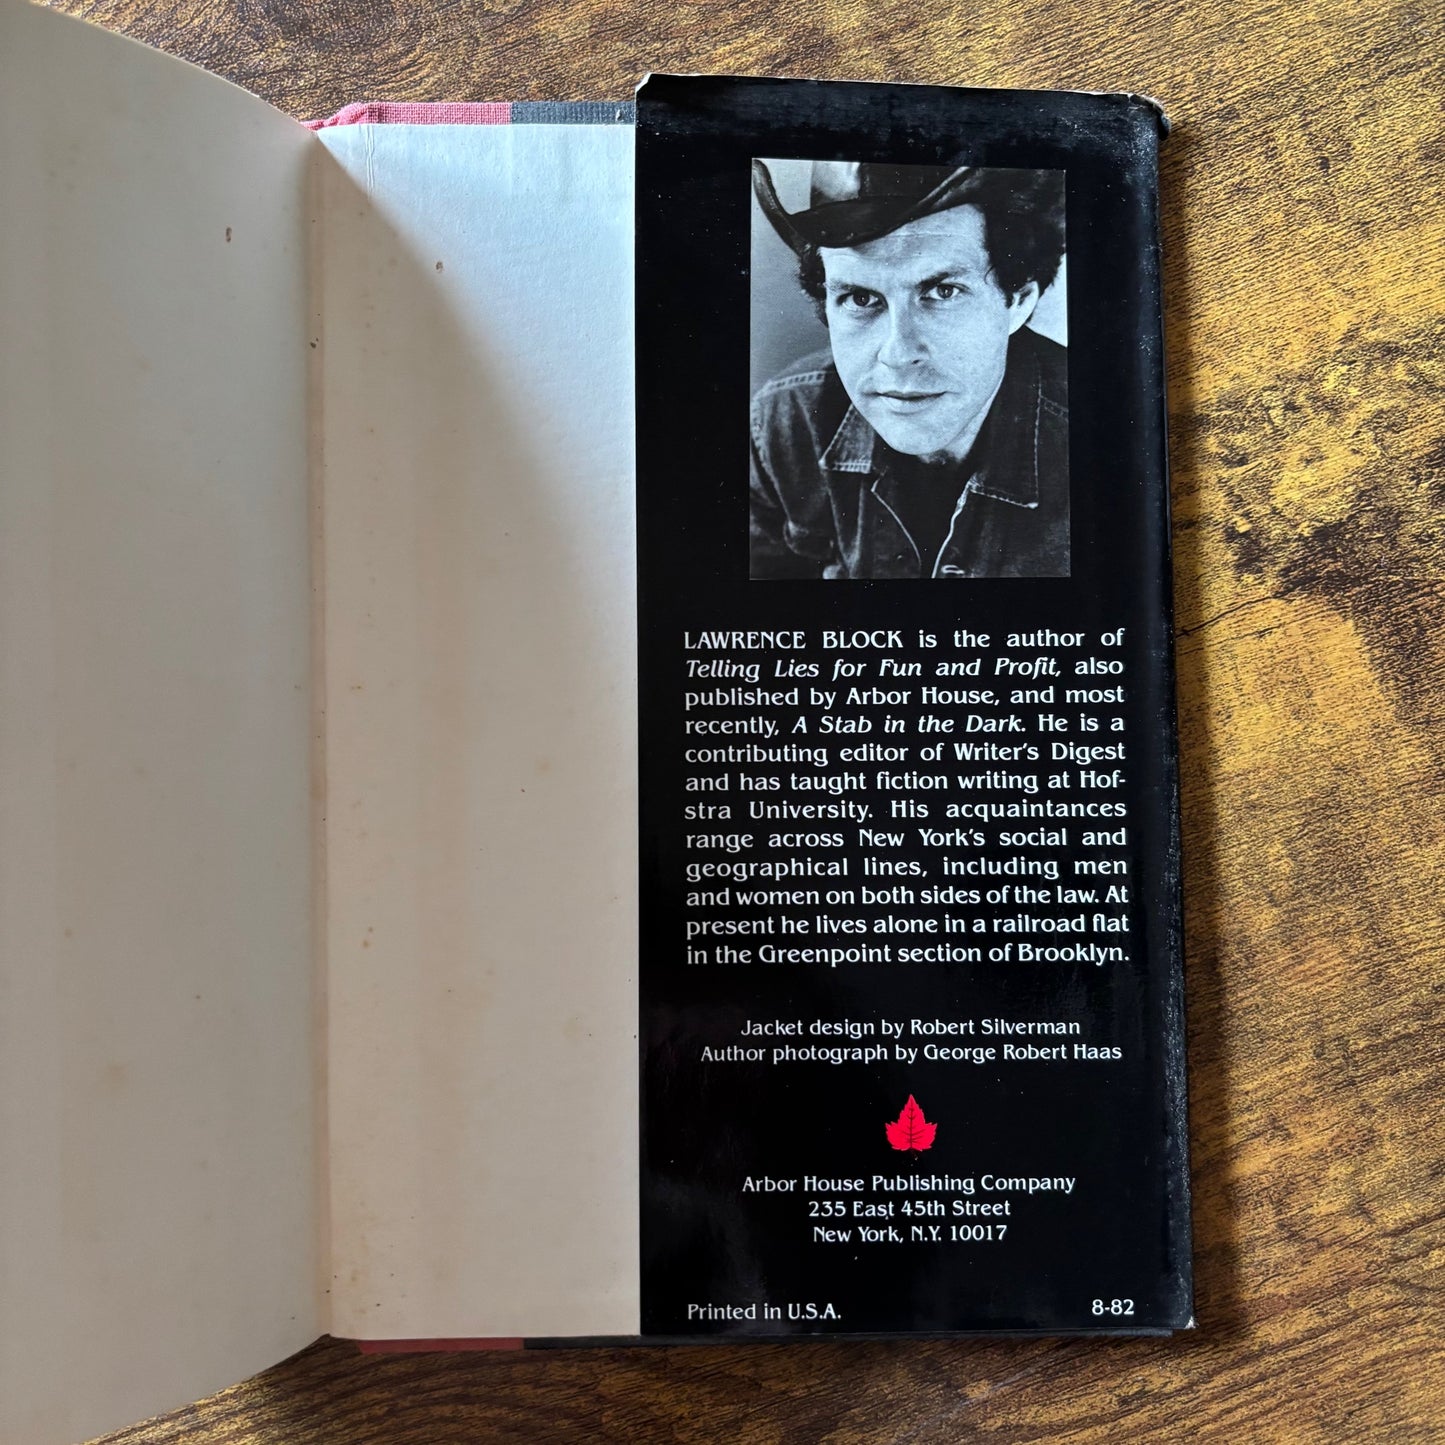 LAWRENCE BLOCK is the author of
Telling Lies for Fun and Profit, also
published by Arbor House, and most
recently, A Stab in the Dark. He is a
contributing editor of Writer's Digest
and has taught fiction writing at Hof-
stra University. His acquaintances
range across New York's social and
geographical lines, including men
and women on both sides of the law. At
present he lives alone in a railroad flat
in the Greenpoint section of Brooklyn.
Jacket design by Robert Silverman
Author photograph by George Robert Haas
Arbor House Publishing Company
235 East 45th Street
New York, N.Y. 10017
Printed in U.S.A. 8-82